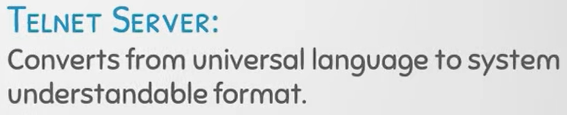 TELNET SERVER:
Converts from universal language to system
understandable format.